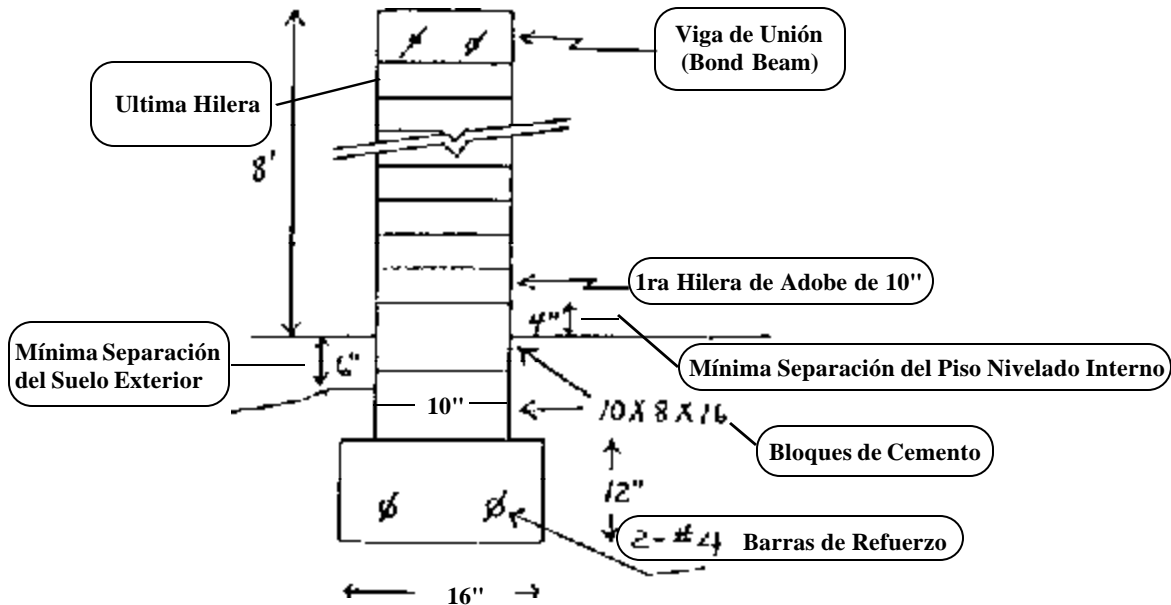 Viga de Unión
(Bond Beam)
Ultima Hilera
8'
1ra Hilera de Adobe de 10"
4"
Mínima Separación
del Suelo Exterior
6"
Mínima Separación del Piso Nivelado Interno
10"
10 X 8 X 16
Bloques de Cemento
12"
2-#4 Barras de Refuerzo
16"